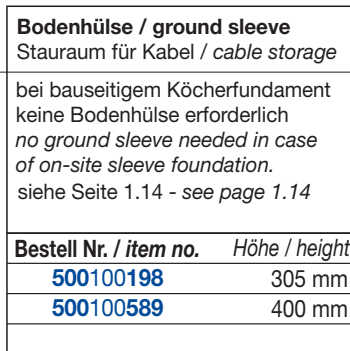 Bodenhülse / ground sleeve
Stauraum für Kabel / cable storage
bei bauseitigem Köcherfundament
keine Bodenhülse erforderlich
no ground sleeve needed in case
of on-site sleeve foundation.
siehe Seite 1.14 - see page 1.14
Bestell Nr. / item no. Höhe / height
500100198 305 mm
500100589 400 mm